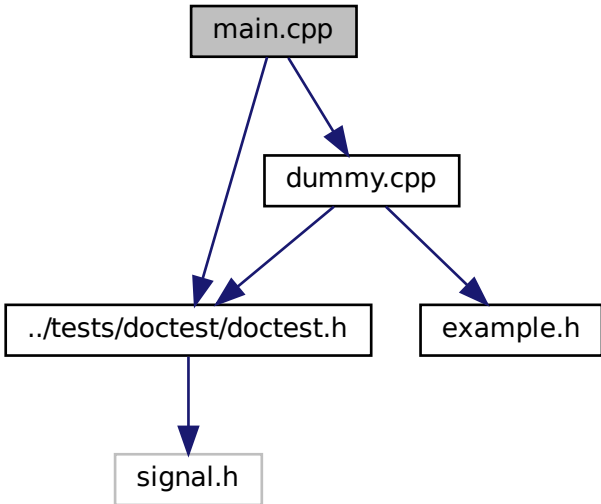 main.cpp
dummy.cpp
../tests/doctest/doctest.h
example.h
signal.h